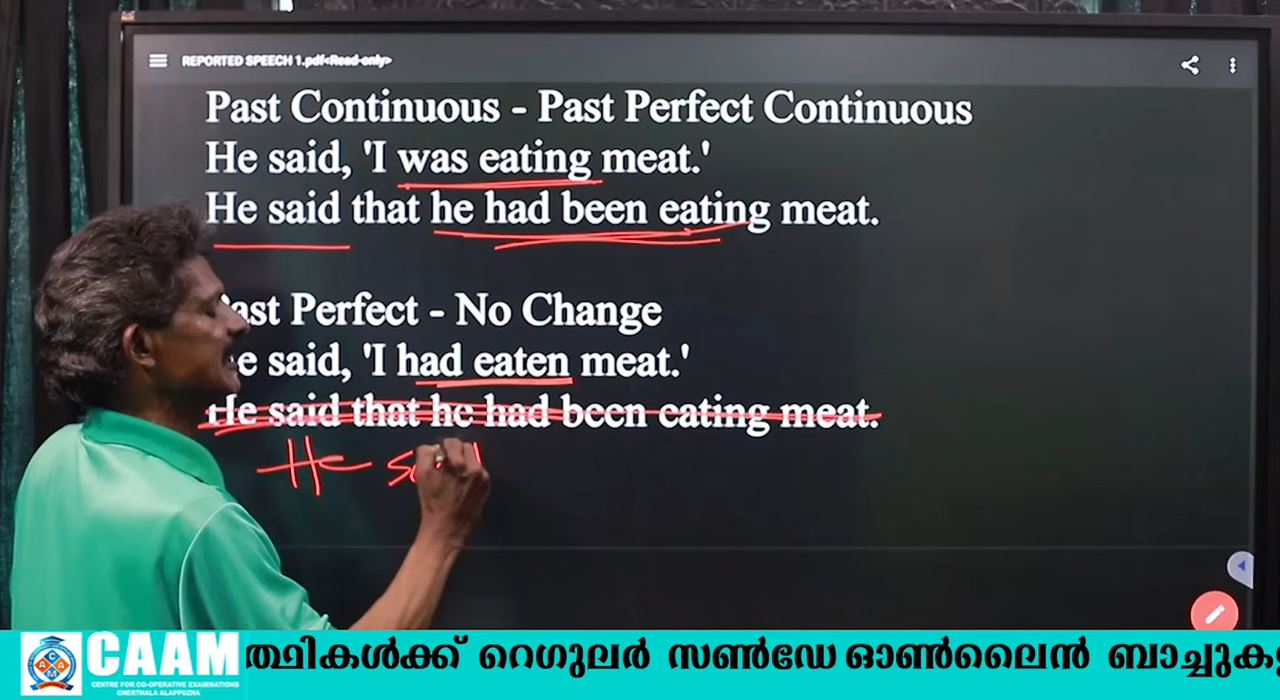 REPORTED SPEECH 1.pdf<Read-only>
Past Continuous - Past Perfect Continuous
He said, 'I was eating meat.'
He said that he had been eating meat.
Past Perfect - No Change
He said, 'I had eaten meat.'
He said that he had been eating meat.
He
CAAM
CENTRE FOR CO-OPERATIVE EXAMINATIONS
CHERTHALA ALAPPUZHA
ത്ഥികൾക്ക് റെഗുലർ സൺഡേ ഓൺലൈൻ